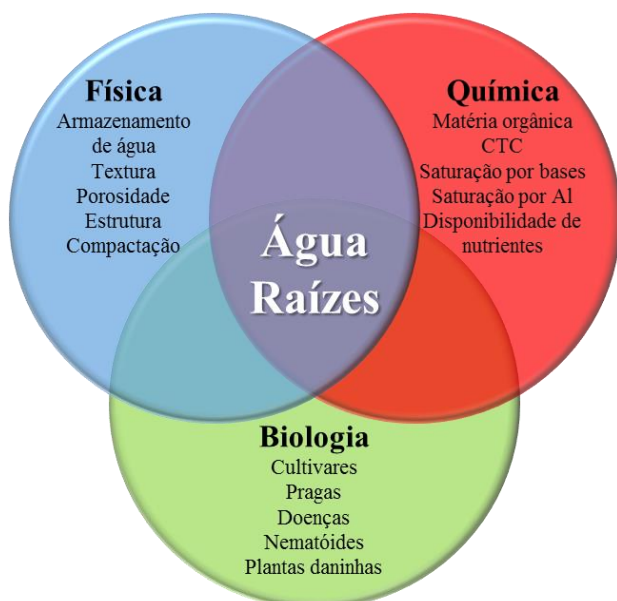 Física
Armazenamento
de água
Textura
Porosidade
Estrutura
Compactação
Química
Matéria orgânica
CTC
Saturação por bases
Saturação por Al
Disponibilidade de
nutrientes
Água
Raízes
Biologia
Cultivares
Pragas
Doenças
Nematóides
Plantas daninhas